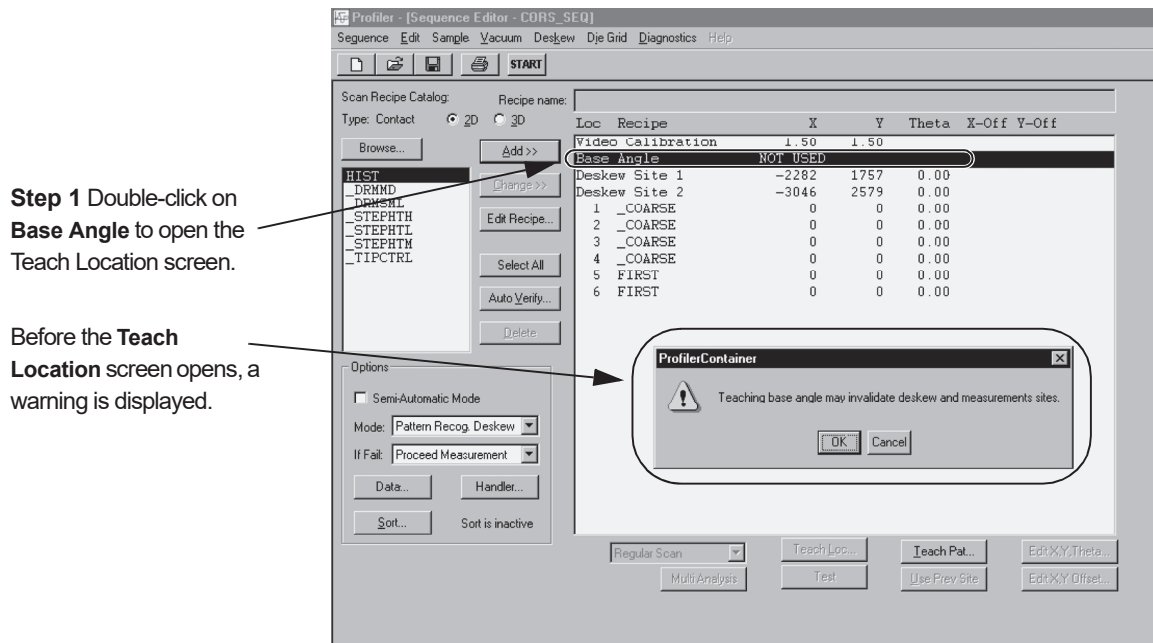 Profiler - [Sequence Editor - CORS_SEQ]
Sequence Edit Sample Vacuum Deskew Die Grid Diagnostics Help
START
Scan Recipe Catalog:
Recipe name:
Type: Contact 2D 3D
Browse...
Add >>
HIST
_DRMMD
_DRMSML
_STEPHTH
_STEPHTL
_STEPHTM
_TIPCTRL
Change >>
Edit Recipe...
Select All
Auto Verify...
Delete
Loc Recipe X Y Theta X-Off Y-Off
Video Calibration 1.50 1.50
Base Angle NOT USED
Deskew Site 1 -2282 1757 0.00
Deskew Site 2 -3046 2579 0.00
1 _COARSE 0 0 0.00
2 _COARSE 0 0 0.00
3 _COARSE 0 0 0.00
4 _COARSE 0 0 0.00
5 FIRST 0 0 0.00
6 FIRST 0 0 0.00
Step 1 Double-click on
Base Angle to open the
Teach Location screen.
Before the Teach
Location screen opens, a
warning is displayed.
ProfilerContainer
Teaching base angle may invalidate deskew and measurements sites.
OK Cancel
Options
Semi-Automatic Mode
Mode: Pattern Recog. Deskew
If Fail: Proceed Measurement
Data... Handler...
Sort... Sort is inactive
Regular Scan
Teach Loc...
Teach Pat...
Edit X,Y,Theta...
Multi Analysis
Test
Use Prev Site
Edit X,Y Offset...